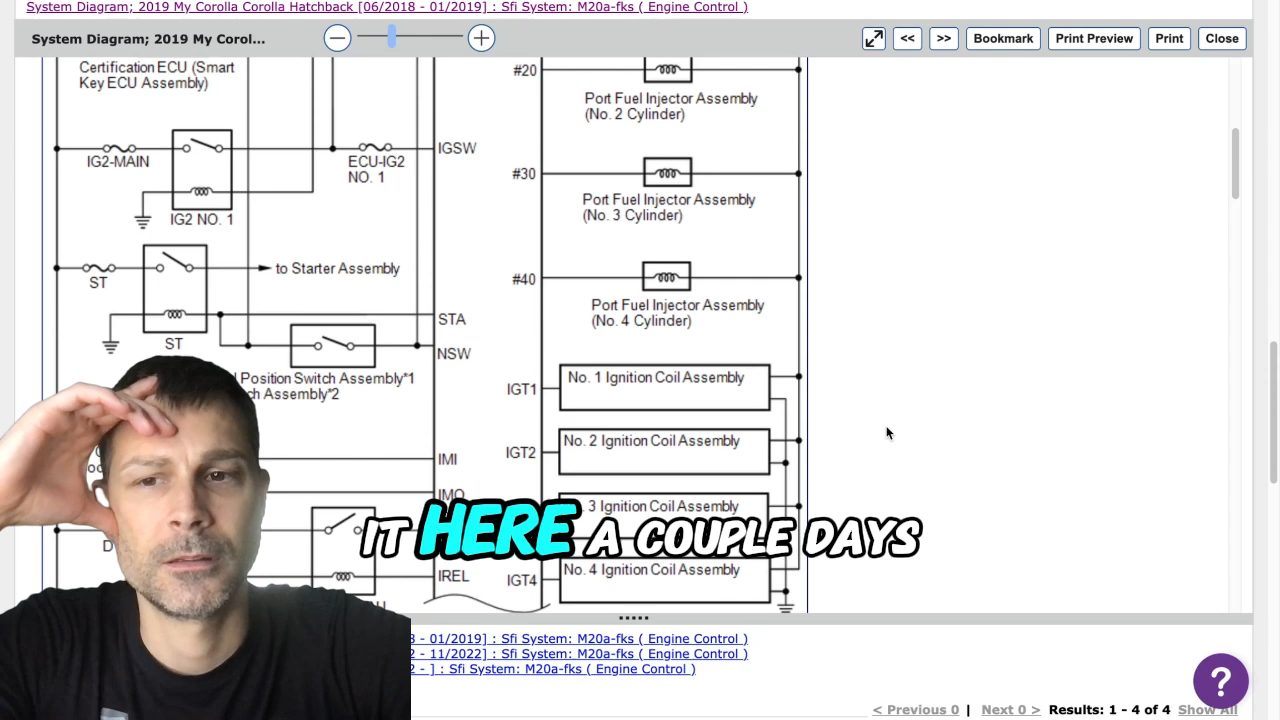 System Diagram; 2019 My Corolla Corolla Hatchback [06/2018 - 01/2019] : Sfi System: M20a-fks ( Engine Control )
System Diagram; 2019 My Corol...
<<
>>
Bookmark
Print Preview
Print
Close
Certification ECU (Smart
Key ECU Assembly)
IG2-MAIN
IG2 NO. 1
ECU-IG2
NO. 1
IGSW
ST
to Starter Assembly
ST
STA
NSW
Position Switch Assembly*1
ch Assembly*2
IMI
IMO
IREL
#20
Port Fuel Injector Assembly
(No. 2 Cylinder)
#30
Port Fuel Injector Assembly
(No. 3 Cylinder)
#40
Port Fuel Injector Assembly
(No. 4 Cylinder)
IGT1
No. 1 Ignition Coil Assembly
IGT2
No. 2 Ignition Coil Assembly
3 Ignition Coil Assembly
IGT4
No. 4 Ignition Coil Assembly
IT HERE A COUPLE DAYS
- 01/2019] : Sfi System: M20a-fks ( Engine Control )
- 11/2022] : Sfi System: M20a-fks ( Engine Control )
- ] : Sfi System: M20a-fks ( Engine Control )
?
< Previous 0 | Next 0 > Results: 1 - 4 of 4 Show All